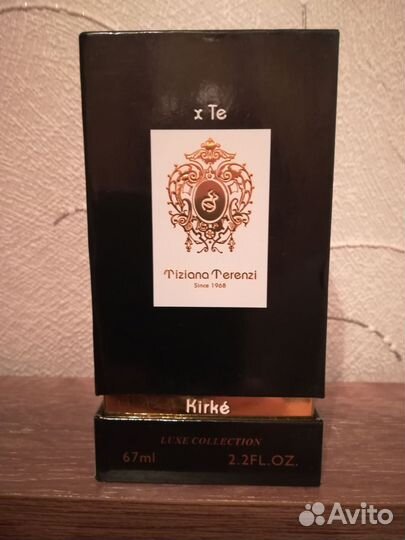 x Te
Tiziana Terenzi
Since 1968
Kirké
LUXE COLLECTION
67ml 2.2FL.OZ.
Avito